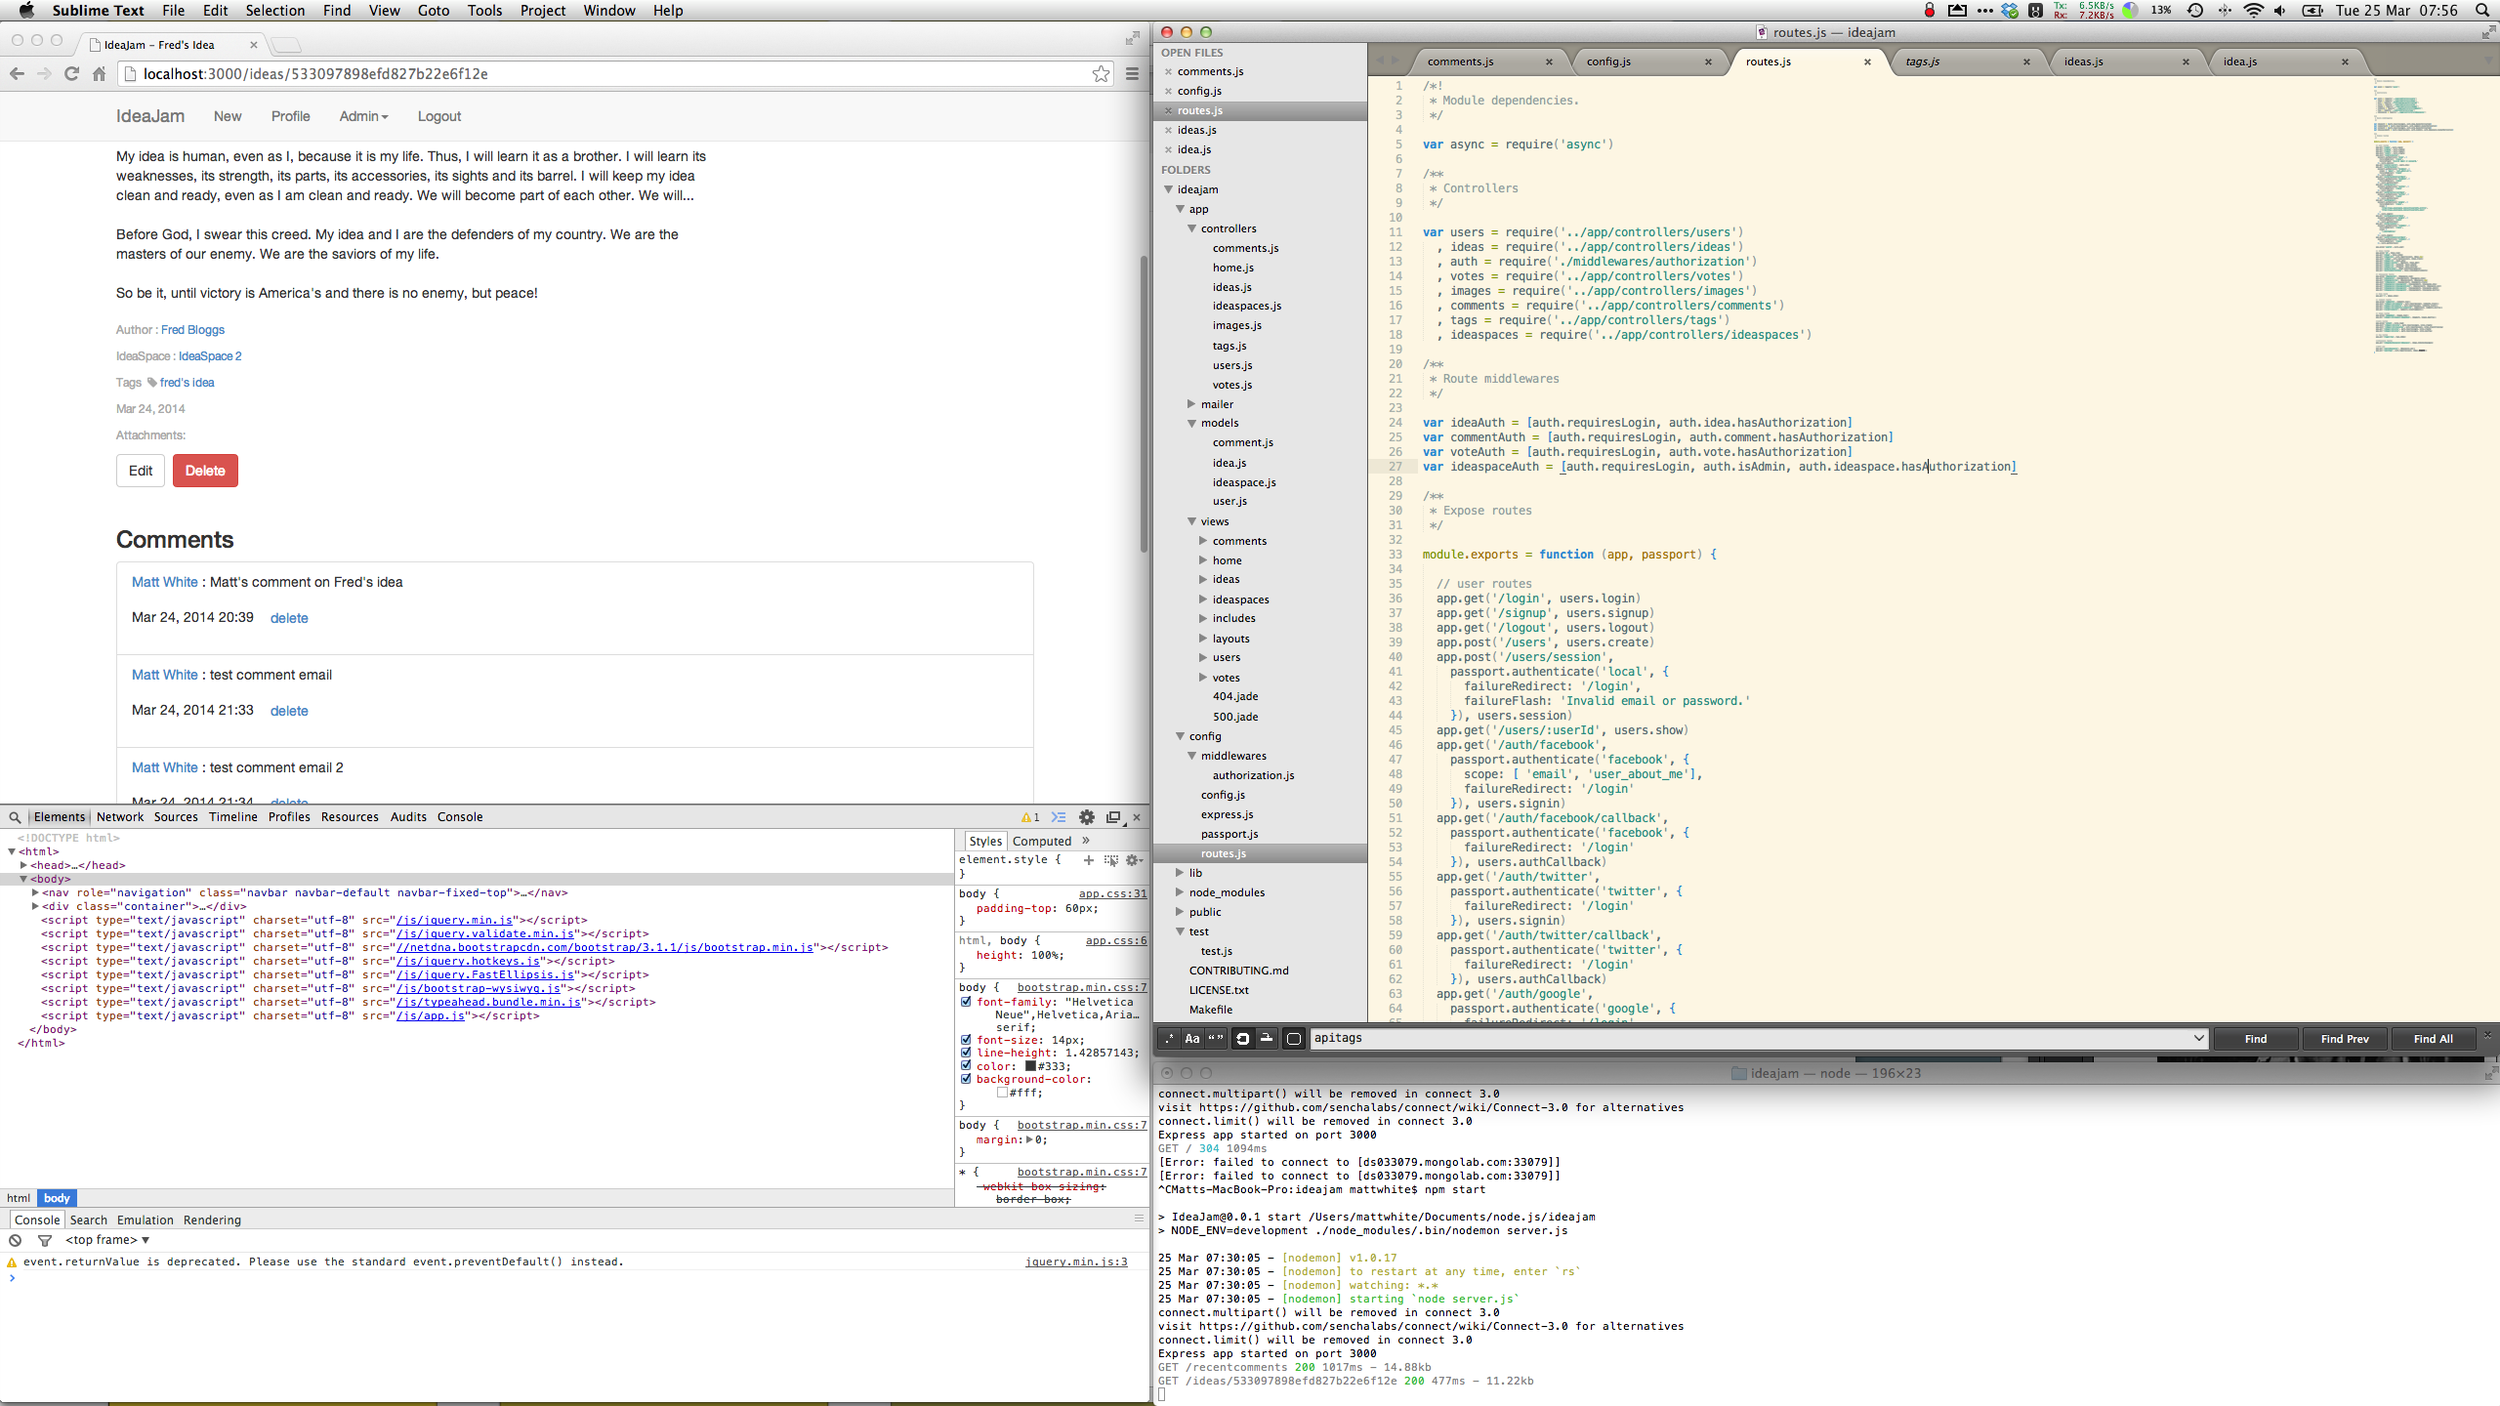 Sublime Text File Edit Selection Find View Goto Tools Project Window Help
Tx: 6.5KB/s
Rx: 7.2KB/s
13% Tue 25 Mar 07:56
IdeaJam – Fred's Idea
localhost:3000/ideas/533097898efd827b22e6f12e
IdeaJam New Profile Admin Logout
My idea is human, even as I, because it is my life. Thus, I will learn it as a brother. I will learn its
weaknesses, its strength, its parts, its accessories, its sights and its barrel. I will keep my idea
clean and ready, even as I am clean and ready. We will become part of each other. We will...
Before God, I swear this creed. My idea and I are the defenders of my country. We are the
masters of our enemy. We are the saviors of my life.
So be it, until victory is America's and there is no enemy, but peace!
Author : Fred Bloggs
IdeaSpace : IdeaSpace 2
Tags fred's idea
Mar 24, 2014
Attachments:
Edit Delete
Comments
Matt White : Matt's comment on Fred's idea
Mar 24, 2014 20:39 delete
Matt White : test comment email
Mar 24, 2014 21:33 delete
Matt White : test comment email 2
Mar 24, 2014 21:34 delete
Elements Network Sources Timeline Profiles Resources Audits Console 1
<!DOCTYPE html>
<html>
<head>…</head>
<body>
<nav role="navigation" class="navbar navbar-default navbar-fixed-top">…</nav>
<div class="container">…</div>
<script type="text/javascript" charset="utf-8" src="/js/jquery.min.js"></script>
<script type="text/javascript" charset="utf-8" src="/js/jquery.validate.min.js"></script>
<script type="text/javascript" charset="utf-8" src="//netdna.bootstrapcdn.com/bootstrap/3.1.1/js/bootstrap.min.js"></script>
<script type="text/javascript" charset="utf-8" src="/js/jquery.hotkeys.js"></script>
<script type="text/javascript" charset="utf-8" src="/js/jquery.FastEllipsis.js"></script>
<script type="text/javascript" charset="utf-8" src="/js/bootstrap-wysiwyg.js"></script>
<script type="text/javascript" charset="utf-8" src="/js/typeahead.bundle.min.js"></script>
<script type="text/javascript" charset="utf-8" src="/js/app.js"></script>
</body>
</html>
html body
Styles Computed »
element.style {
}
body { app.css:31
padding-top: 60px;
}
html, body { app.css:6
height: 100%;
}
body { bootstrap.min.css:7
font-family: "Helvetica
Neue",Helvetica,Aria…
serif;
font-size: 14px;
line-height: 1.42857143;
color: #333;
background-color:
#fff;
}
body { bootstrap.min.css:7
margin: 0;
}
* { bootstrap.min.css:7
-webkit-box-sizing:
border-box;
Console Search Emulation Rendering
<top frame> ▼
event.returnValue is deprecated. Please use the standard event.preventDefault() instead. jquery.min.js:3
>
routes.js — ideajam
OPEN FILES
comments.js
config.js
routes.js
ideas.js
idea.js
FOLDERS
ideajam
app
controllers
comments.js
home.js
ideas.js
ideaspaces.js
images.js
tags.js
users.js
votes.js
mailer
models
comment.js
idea.js
ideaspace.js
user.js
views
comments
home
ideas
ideaspaces
includes
layouts
users
votes
404.jade
500.jade
config
middlewares
authorization.js
config.js
express.js
passport.js
routes.js
lib
node_modules
public
test
test.js
CONTRIBUTING.md
LICENSE.txt
Makefile
comments.js config.js routes.js tags.js ideas.js idea.js
1 /*!
2 * Module dependencies.
3 */
4
5 var async = require('async')
6
7 /**
8 * Controllers
9 */
10
11 var users = require('../app/controllers/users')
12 , ideas = require('../app/controllers/ideas')
13 , auth = require('./middlewares/authorization')
14 , votes = require('../app/controllers/votes')
15 , images = require('../app/controllers/images')
16 , comments = require('../app/controllers/comments')
17 , tags = require('../app/controllers/tags')
18 , ideaspaces = require('../app/controllers/ideaspaces')
19
20 /**
21 * Route middlewares
22 */
23
24 var ideaAuth = [auth.requiresLogin, auth.idea.hasAuthorization]
25 var commentAuth = [auth.requiresLogin, auth.comment.hasAuthorization]
26 var voteAuth = [auth.requiresLogin, auth.vote.hasAuthorization]
27 var ideaspaceAuth = [auth.requiresLogin, auth.isAdmin, auth.ideaspace.hasAuthorization]
28
29 /**
30 * Expose routes
31 */
32
33 module.exports = function (app, passport) {
34
35 // user routes
36 app.get('/login', users.login)
37 app.get('/signup', users.signup)
38 app.get('/logout', users.logout)
39 app.post('/users', users.create)
40 app.post('/users/session',
41 passport.authenticate('local', {
42 failureRedirect: '/login',
43 failureFlash: 'Invalid email or password.'
44 }), users.session)
45 app.get('/users/:userId', users.show)
46 app.get('/auth/facebook',
47 passport.authenticate('facebook', {
48 scope: [ 'email', 'user_about_me'],
49 failureRedirect: '/login'
50 }), users.signin)
51 app.get('/auth/facebook/callback',
52 passport.authenticate('facebook', {
53 failureRedirect: '/login'
54 }), users.authCallback)
55 app.get('/auth/twitter',
56 passport.authenticate('twitter', {
57 failureRedirect: '/login'
58 }), users.signin)
59 app.get('/auth/twitter/callback',
60 passport.authenticate('twitter', {
61 failureRedirect: '/login'
62 }), users.authCallback)
63 app.get('/auth/google',
64 passport.authenticate('google', {
65 failureRedirect: '/login'
.* Aa “ ” apitags Find Find Prev Find All
ideajam — node — 196×23
connect.multipart() will be removed in connect 3.0
visit https://github.com/senchalabs/connect/wiki/Connect-3.0 for alternatives
connect.limit() will be removed in connect 3.0
Express app started on port 3000
GET / 304 1094ms
[Error: failed to connect to [ds033079.mongolab.com:33079]]
[Error: failed to connect to [ds033079.mongolab.com:33079]]
^CMatts-MacBook-Pro:ideajam mattwhite$ npm start
> IdeaJam@0.0.1 start /Users/mattwhite/Documents/node.js/ideajam
> NODE_ENV=development ./node_modules/.bin/nodemon server.js
25 Mar 07:30:05 - [nodemon] v1.0.17
25 Mar 07:30:05 - [nodemon] to restart at any time, enter `rs`
25 Mar 07:30:05 - [nodemon] watching: *.*
25 Mar 07:30:05 - [nodemon] starting `node server.js`
connect.multipart() will be removed in connect 3.0
visit https://github.com/senchalabs/connect/wiki/Connect-3.0 for alternatives
connect.limit() will be removed in connect 3.0
Express app started on port 3000
GET /recentcomments 200 1017ms - 14.88kb
GET /ideas/533097898efd827b22e6f12e 200 477ms - 11.22kb